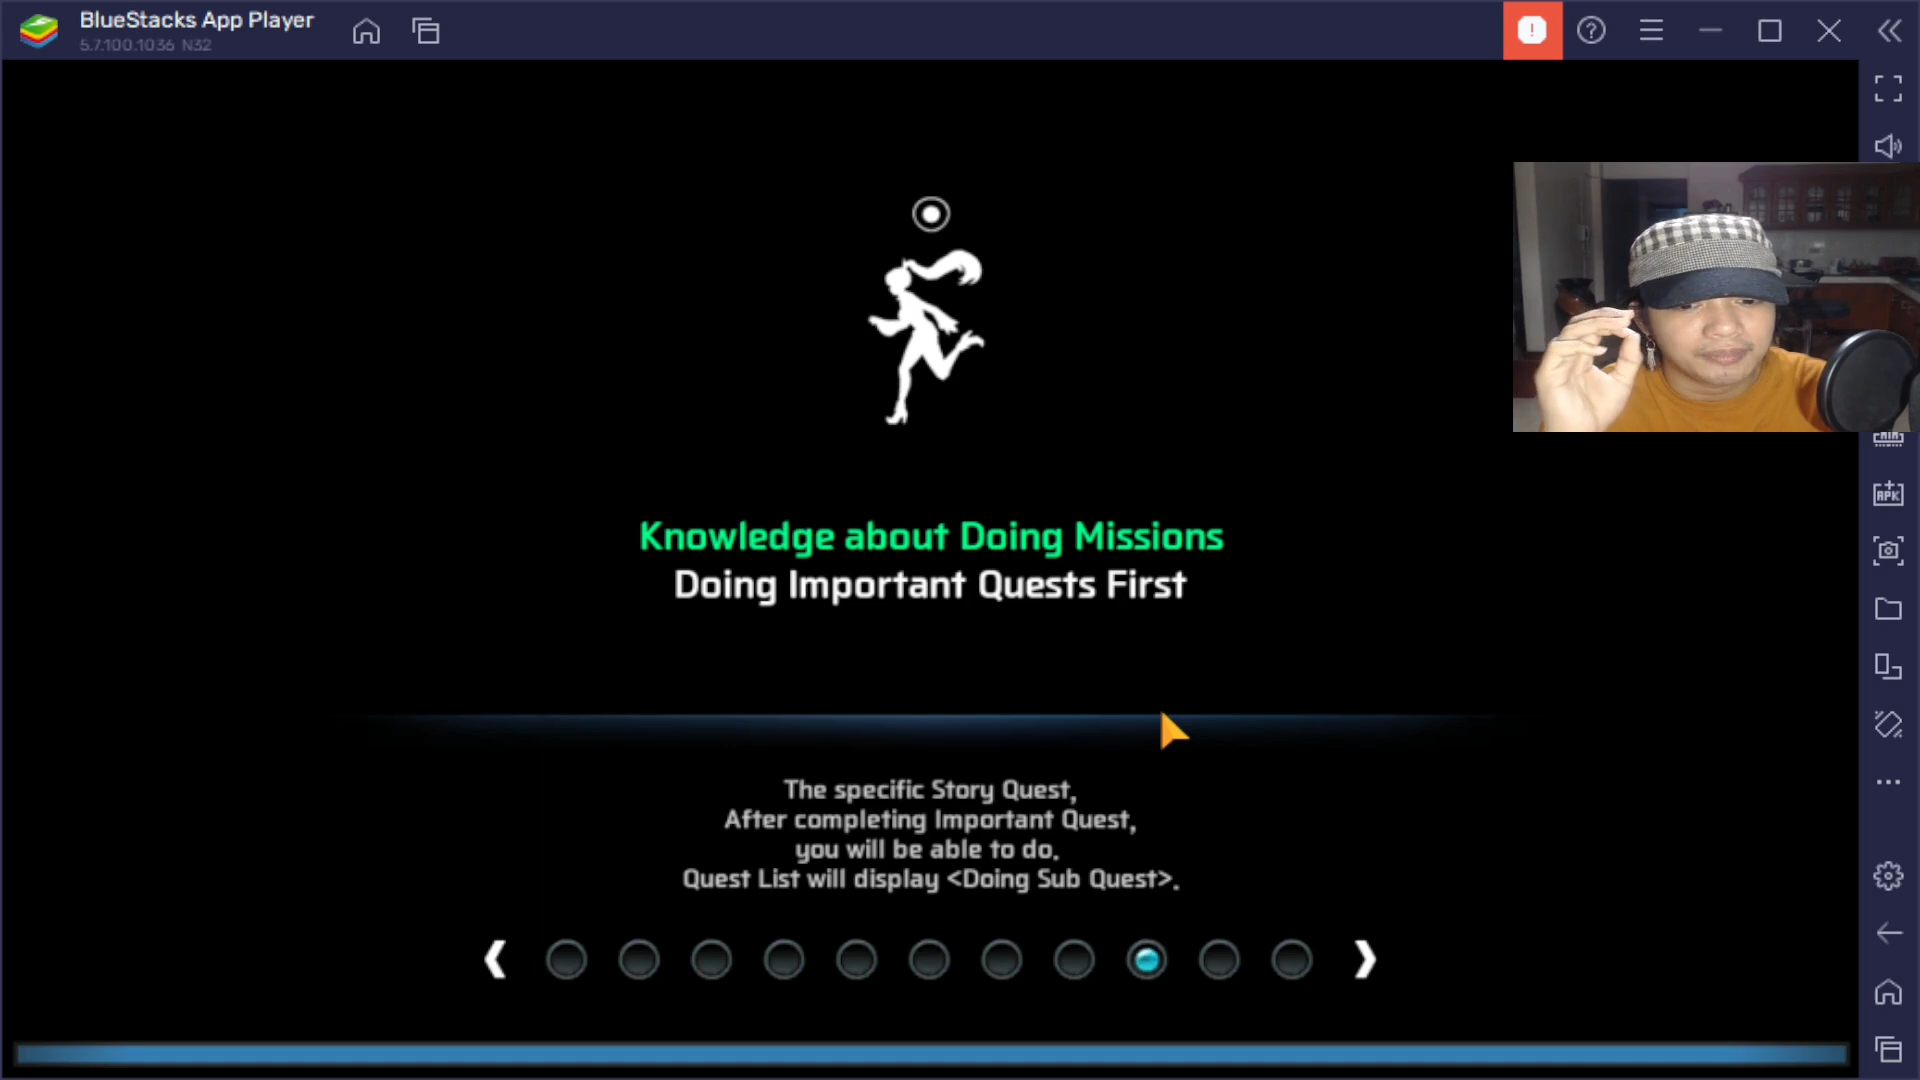 BlueStacks App Player
5.7.100.1036 N32
Knowledge about Doing Missions
Doing Important Quests First
The specific Story Quest,
After completing Important Quest,
you will be able to do.
Quest List will display <Doing Sub Quest>.
APK